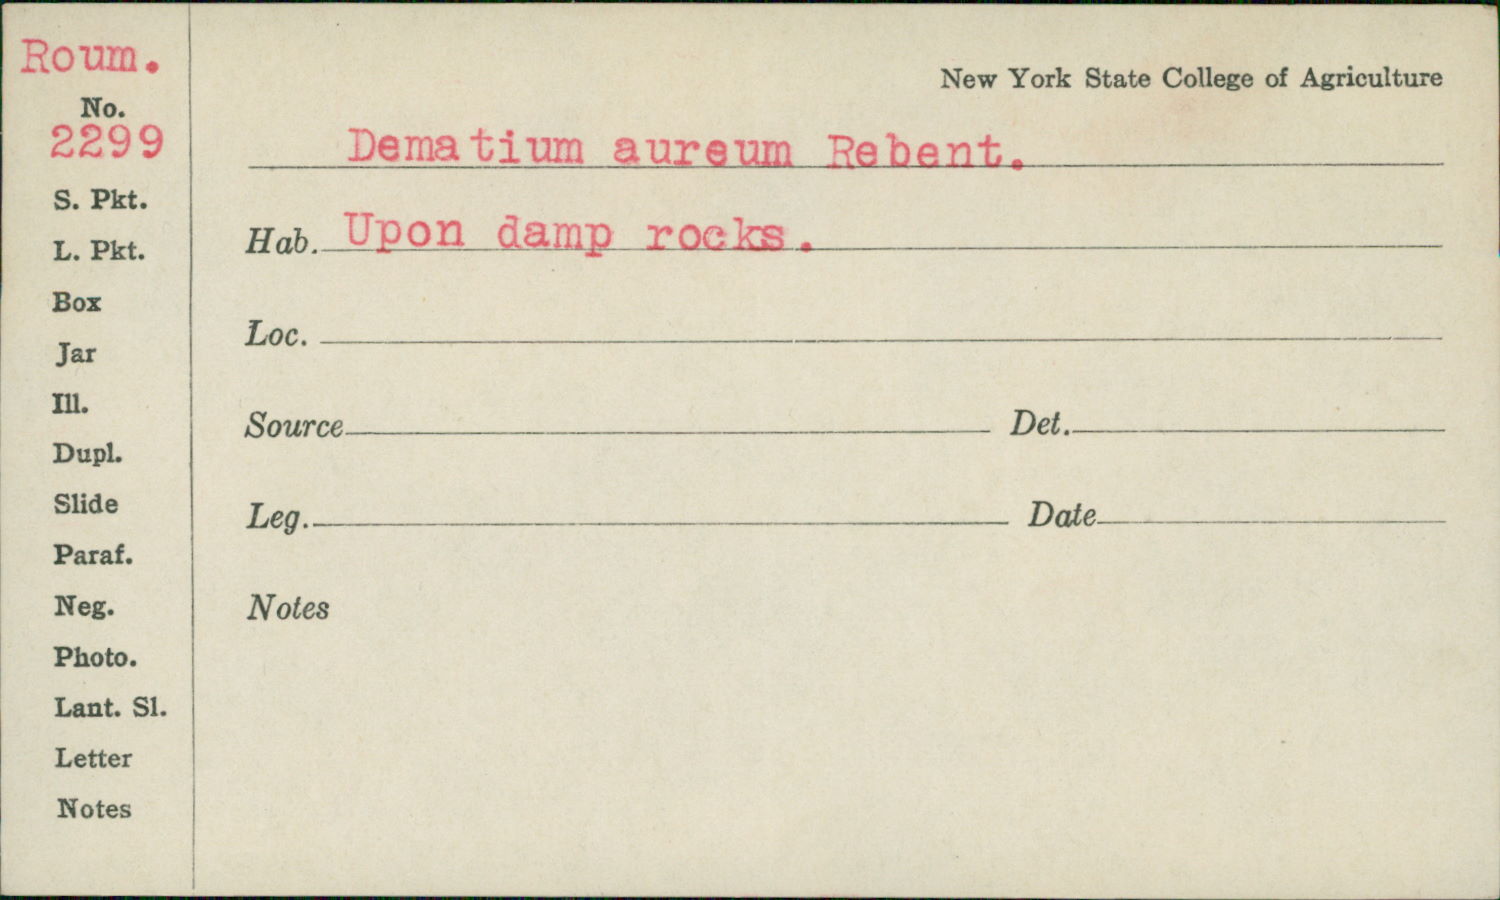 Roum.
No.
2299
S. Pkt.
L. Pkt.
Box
Jar
Ill.
Dupl.
Slide
Paraf.
Neg.
Photo.
Lant. Sl.
Letter
Notes
New York State College of Agriculture
Dematium aureum Rebent.
Hab. Upon damp rocks.
Loc.
Source Det.
Leg. Date
Notes